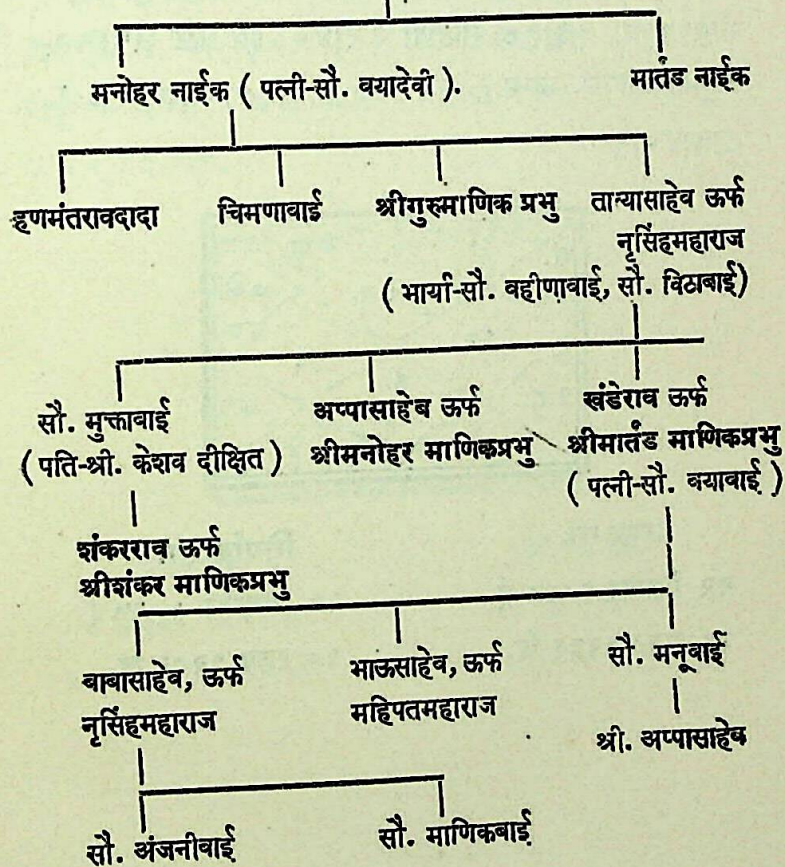 मनोहर नाईक ( पत्नी-सौ. बयादेवी ).
मार्तंड नाईक
हणमंतरावदादा
चिमणाबाई
श्रीगुरुमाणिक प्रभु
तात्यासाहेव ऊर्फ
नृसिंहमहाराज
( भार्या-सौ. वहीणाबाई, सौ. विठाबाई)
सौ. मुक्ताबाई
( पति-श्री. केशव दीक्षित )
अप्पासाहेब ऊर्फ
श्रीमनोहर माणिकप्रभु
खंडेराव ऊर्फ
श्रीमार्तंड माणिकप्रभु
( पत्नी-सौ. बयाबाई )
शंकरराव ऊर्फ
श्रीशंकर माणिकप्रभु
बाबासाहेव, ऊर्फ
नृसिंहमहाराज
भाऊसाहेव, ऊर्फ
महिपतमहाराज
सौ. मनूबाई
श्री. अप्पासाहेब
सौ. अंजनीबाई
सौ. माणिकबाई